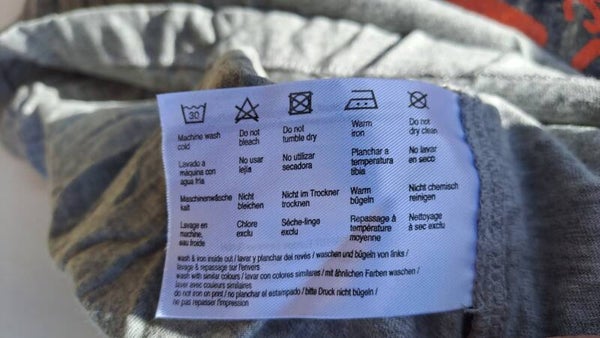 30
Machine wash cold
Do not bleach
Do not tumble dry
Warm iron
Do not dry clean
Lavado a máquina con agua fria
No usar lejía
No utilizar secadora
Planchar a temperatura tibia
No lavar en seco
Maschinenwäsche kalt
Nicht bleichen
Nicht im Trockner trocknen
Warm bügeln
Nicht chemisch reinigen
Lavage en machine, eau froide
Chlore exclu
Sèche-linge exclu
Repassage à température moyenne
Nettoyage à sec exclu
wash & iron inside out / lavar y planchar del revés / waschen und bügeln von links /
lavage & repassage sur l'envers
wash with similar colours / lavar con colores similares / mit ähnlichen Farben waschen /
laver avec couleurs similaires
do not iron on print / no planchar el estampado / bitte Druck nicht bügeln /
ne pas repasser l'impression